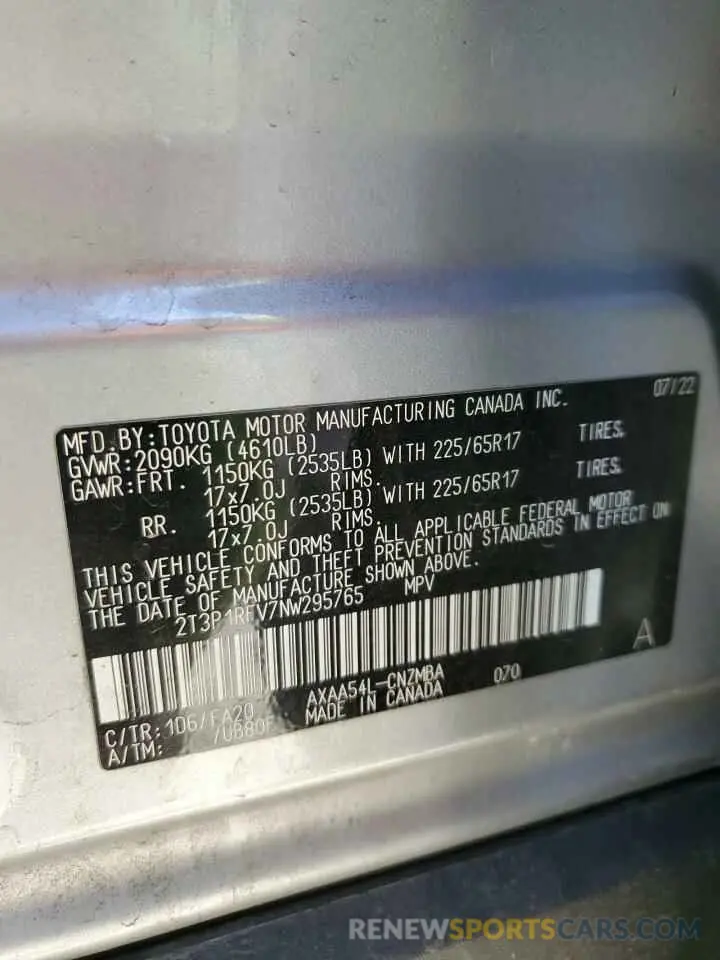 07/22
MFD. BY: TOYOTA MOTOR MANUFACTURING CANADA INC.
GVWR: 2090KG (4610LB)
GAWR: FRT. 1150KG (2535LB) WITH 225/65R17 TIRES.
17x7.0J RIMS.
RR. 1150KG (2535LB) WITH 225/65R17 TIRES.
17x7.0J RIMS.
THIS VEHICLE CONFORMS TO ALL APPLICABLE FEDERAL MOTOR
VEHICLE SAFETY AND THEFT PREVENTION STANDARDS IN EFFECT ON
THE DATE OF MANUFACTURE SHOWN ABOVE.
2T3P1RFV7NW295765 MPV
A
C/TR: 1D6/FA20 AXAA54L-CNZMBA 070
A/TM: /UB80F MADE IN CANADA
RENEWSPORTSCARS.COM